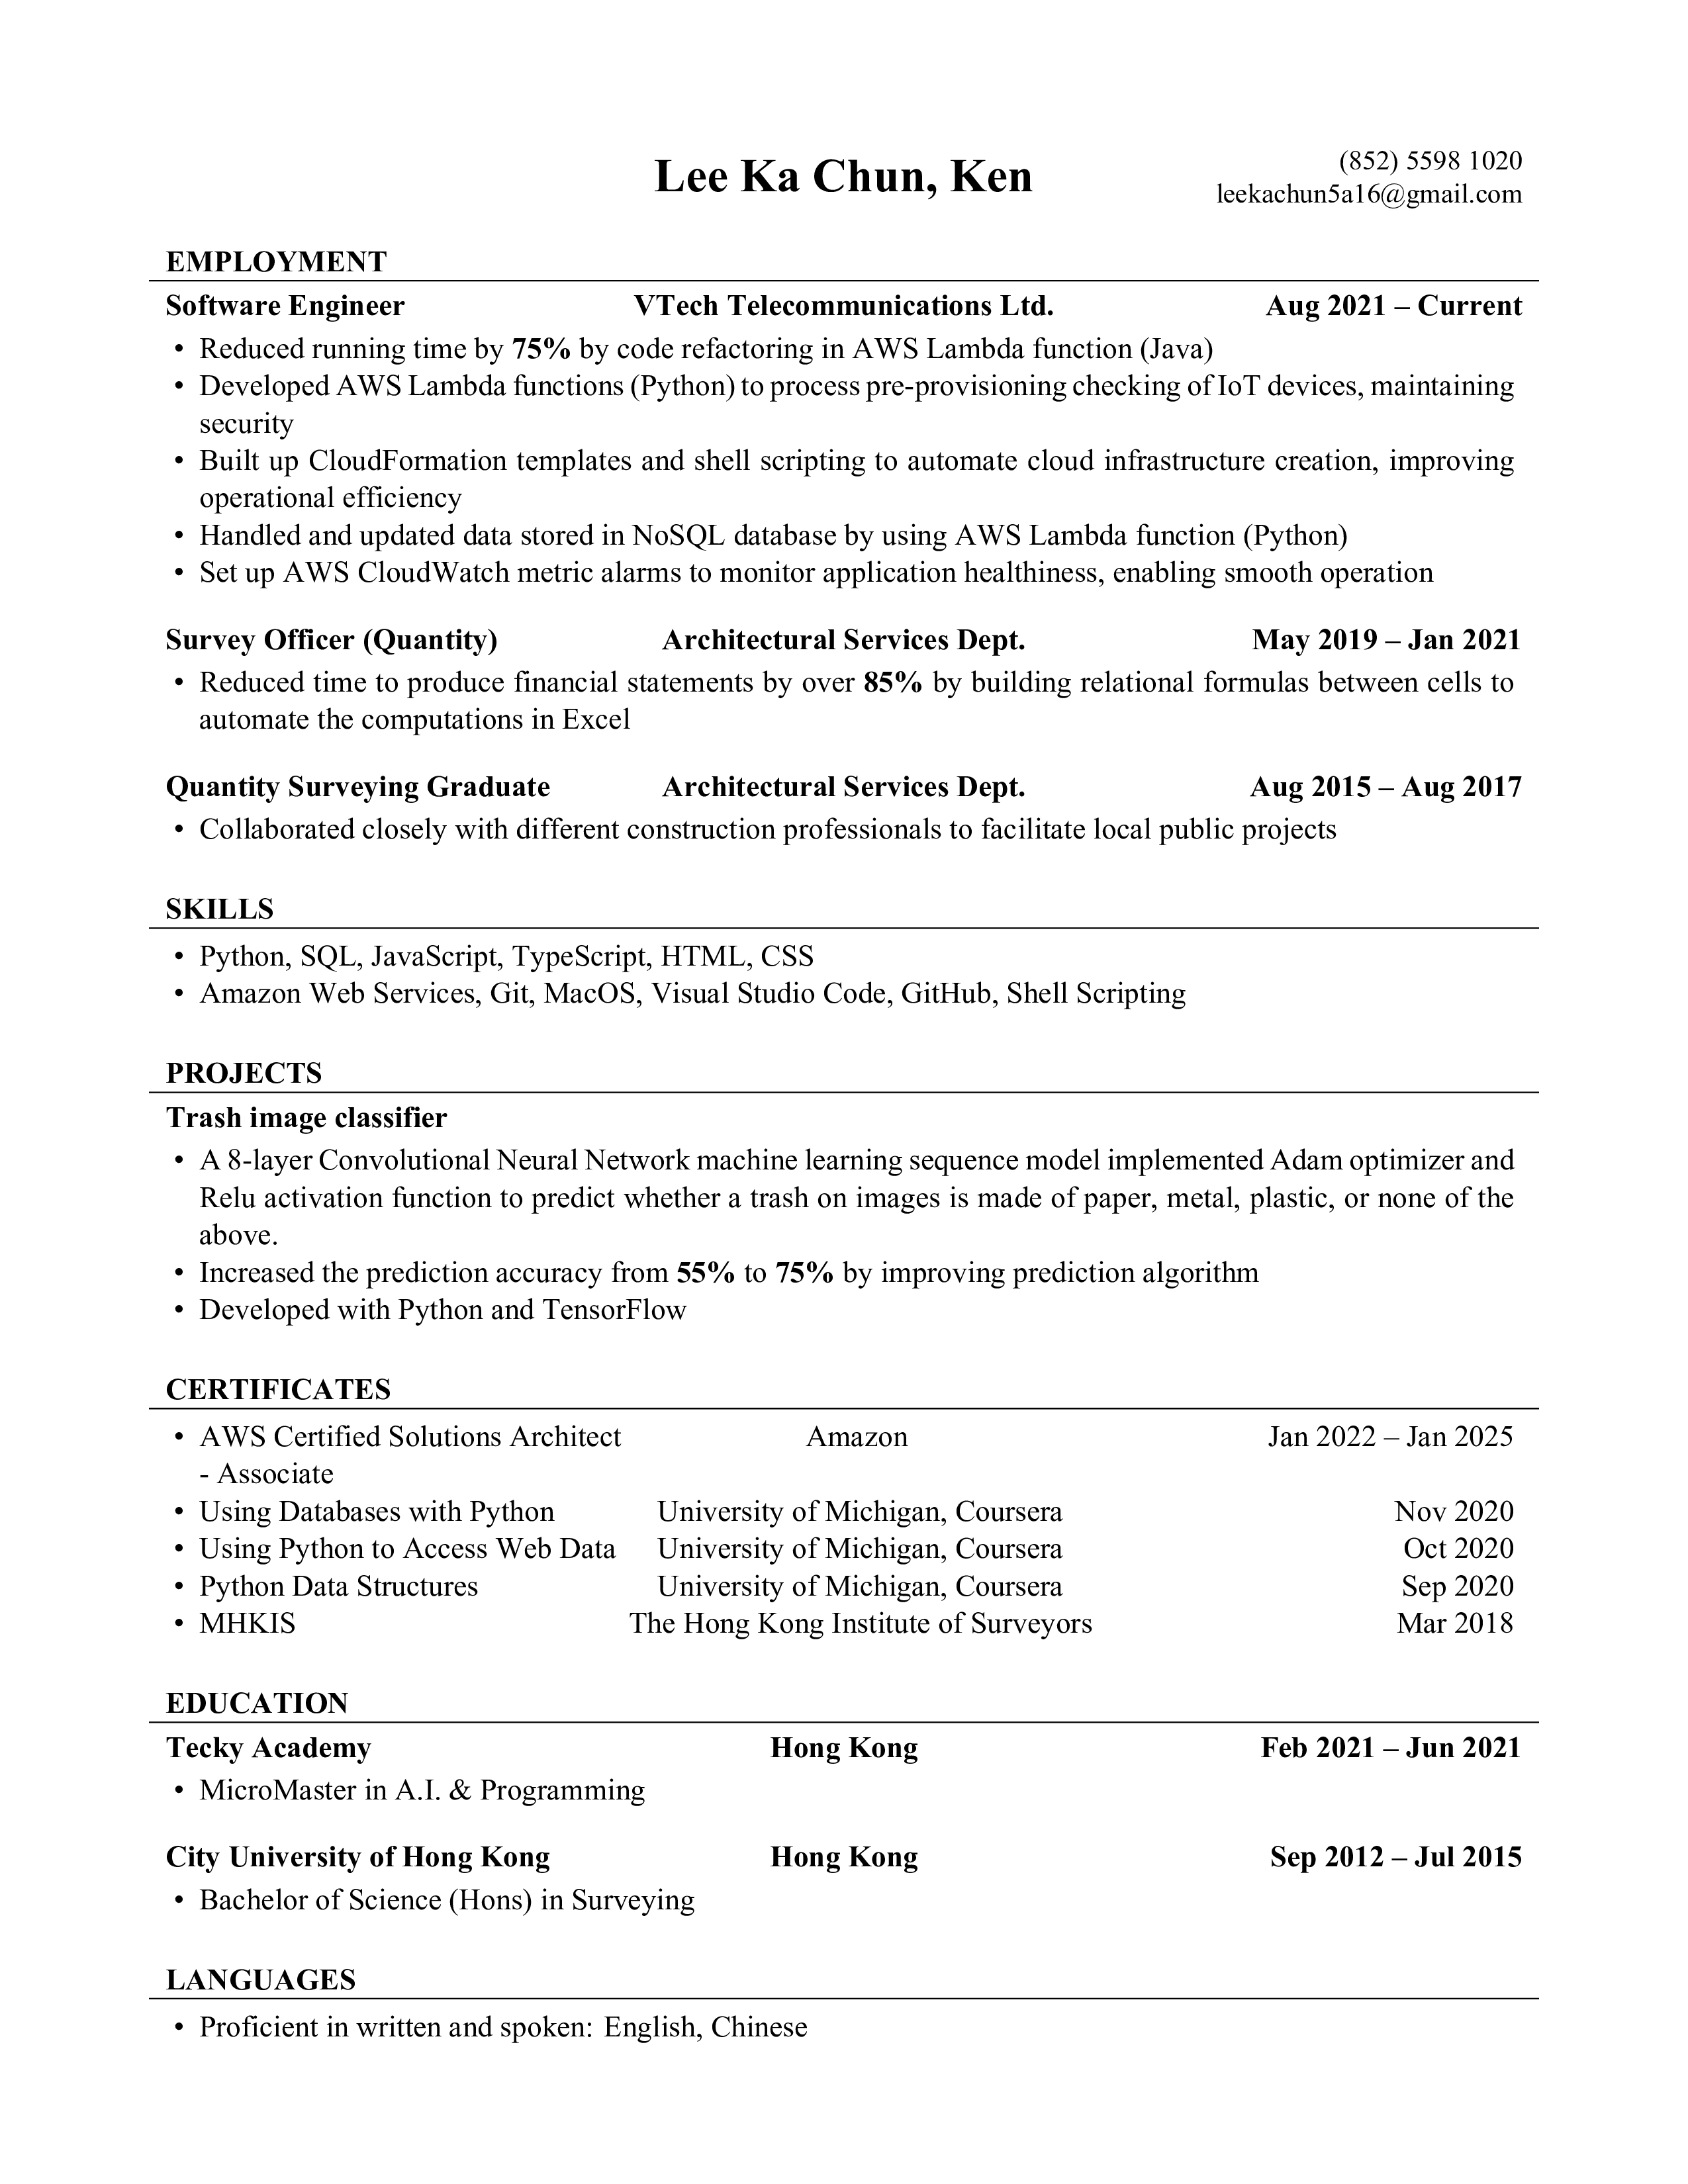 Lee Ka Chun, Ken
(852) 5598 1020
leekachun5a16@gmail.com
EMPLOYMENT
Software Engineer VTech Telecommunications Ltd. Aug 2021 – Current
• Reduced running time by 75% by code refactoring in AWS Lambda function (Java)
• Developed AWS Lambda functions (Python) to process pre-provisioning checking of IoT devices, maintaining
security
• Built up CloudFormation templates and shell scripting to automate cloud infrastructure creation, improving
operational efficiency
• Handled and updated data stored in NoSQL database by using AWS Lambda function (Python)
• Set up AWS CloudWatch metric alarms to monitor application healthiness, enabling smooth operation
Survey Officer (Quantity) Architectural Services Dept. May 2019 – Jan 2021
• Reduced time to produce financial statements by over 85% by building relational formulas between cells to
automate the computations in Excel
Quantity Surveying Graduate Architectural Services Dept. Aug 2015 – Aug 2017
• Collaborated closely with different construction professionals to facilitate local public projects
SKILLS
• Python, SQL, JavaScript, TypeScript, HTML, CSS
• Amazon Web Services, Git, MacOS, Visual Studio Code, GitHub, Shell Scripting
PROJECTS
Trash image classifier
• A 8-layer Convolutional Neural Network machine learning sequence model implemented Adam optimizer and
Relu activation function to predict whether a trash on images is made of paper, metal, plastic, or none of the
above.
• Increased the prediction accuracy from 55% to 75% by improving prediction algorithm
• Developed with Python and TensorFlow
CERTIFICATES
• AWS Certified Solutions Architect Amazon Jan 2022 – Jan 2025
- Associate
• Using Databases with Python University of Michigan, Coursera Nov 2020
• Using Python to Access Web Data University of Michigan, Coursera Oct 2020
• Python Data Structures University of Michigan, Coursera Sep 2020
• MHKIS The Hong Kong Institute of Surveyors Mar 2018
EDUCATION
Tecky Academy Hong Kong Feb 2021 – Jun 2021
• MicroMaster in A.I. & Programming
City University of Hong Kong Hong Kong Sep 2012 – Jul 2015
• Bachelor of Science (Hons) in Surveying
LANGUAGES
• Proficient in written and spoken: English, Chinese